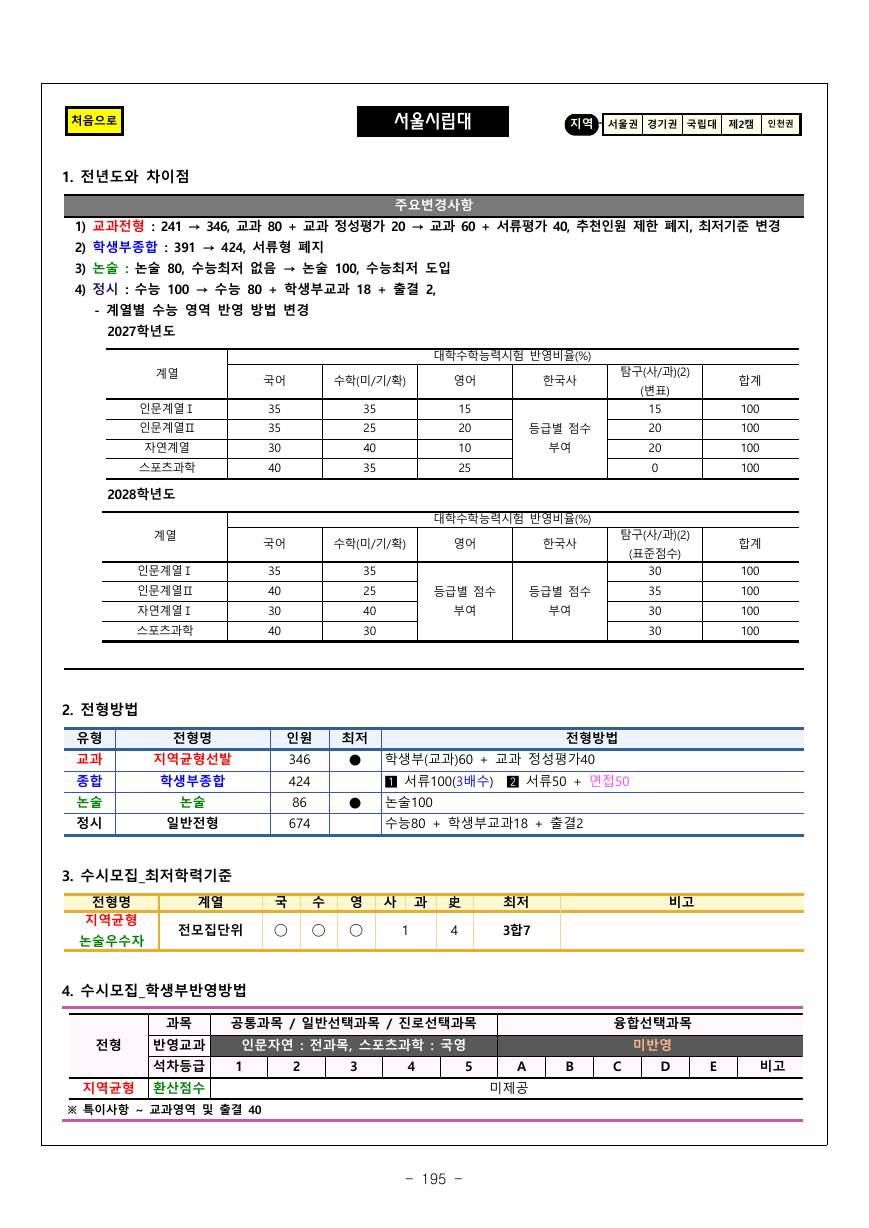 처음으로
서울시립대
지역 서울권 경기권 국립대 제2캠 인천권
1. 전년도와 차이점
주요변경사항
1) 교과전형 : 241 → 346, 교과 80 + 교과 정성평가 20 → 교과 60 + 서류평가 40, 추천인원 제한 폐지, 최저기준 변경
2) 학생부종합 : 391 → 424, 서류형 폐지
3) 논술 : 논술 80, 수능최저 없음 → 논술 100, 수능최저 도입
4) 정시 : 수능 100 → 수능 80 + 학생부교과 18 + 출결 2,
- 계열별 수능 영역 반영 방법 변경
2027학년도
계열 대학수학능력시험 반영비율(%)
국어 수학(미/기/확) 영어 한국사 탐구(사/과)(2) 합계
(변표)
인문계열Ⅰ 35 35 15 15 100
인문계열Ⅱ 35 25 20 등급별 점수 20 100
자연계열 30 40 10 부여 20 100
스포츠과학 40 35 25 0 100
2028학년도
계열 대학수학능력시험 반영비율(%)
국어 수학(미/기/확) 영어 한국사 탐구(사/과)(2) 합계
(표준점수)
인문계열Ⅰ 35 35 30 100
인문계열Ⅱ 40 25 등급별 점수 등급별 점수 35 100
자연계열Ⅰ 30 40 부여 부여 30 100
스포츠과학 40 30 30 100
2. 전형방법
유형 전형명 인원 최저 전형방법
교과 지역균형선발 346 ● 학생부(교과)60 + 교과 정성평가40
종합 학생부종합 424 1 서류100(3배수) 2 서류50 + 면접50
논술 논술 86 ● 논술100
정시 일반전형 674 수능80 + 학생부교과18 + 출결2
3. 수시모집_최저학력기준
전형명 계열 국 수 영 사 과 史 최저 비고
지역균형
논술우수자 전모집단위 ○ ○ ○ 1 4 3합7
4. 수시모집_학생부반영방법
전형 과목 공통과목 / 일반선택과목 / 진로선택과목 융합선택과목
반영교과 인문자연 : 전과목, 스포츠과학 : 국영 미반영
석차등급 1 2 3 4 5 A B C D E 비고
지역균형 환산점수 미제공
※ 특이사항 ~ 교과영역 및 출결 40
- 195 -